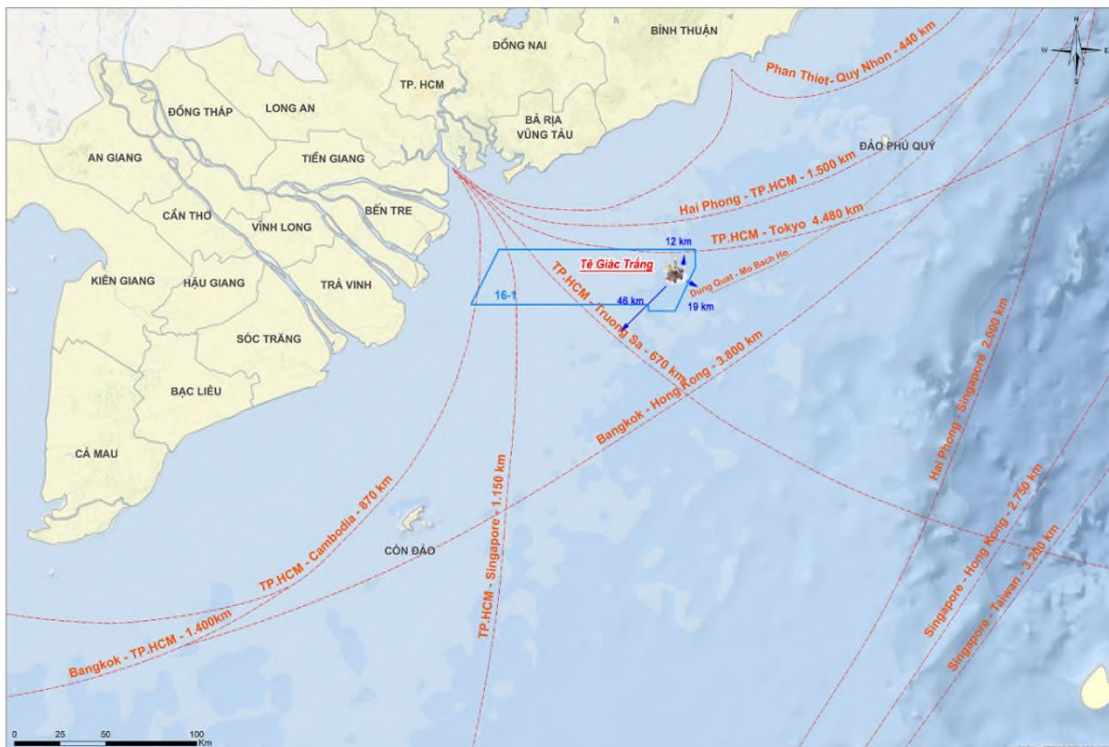 BÌNH THUẬN
ĐỒNG NAI
N
W
E
S
Phan Thiet- Quy Nhon - 440 km
TP. HCM
LONG AN
ĐỒNG THÁP
BÀ RỊA
VŨNG TÀU
ĐẢO PHÚ QUÝ
AN GIANG
TIỀN GIANG
Hai Phong - TP.HCM - 1.500 km
CẦN THƠ
BẾN TRE
VĨNH LONG
TP.HCM - Tokyo 4.480 km
12 km
Tê Giác Trắng
KIÊN GIANG
HẬU GIANG
TRÀ VINH
Dung Quat - Mo Bach Ho
16-1
46 km
19 km
TP.HCM - Truong Sa - 670 km
SÓC TRĂNG
Bangkok - Hong Kong - 3.800 km
Hai Phong - Singapore 2.000 km
BẠC LIÊU
CÀ MAU
TP.HCM - Cambodia - 870 km
TP.HCM - Singapore - 1.150 km
CÔN ĐẢO
Singapore - Hong Kong - 2.750 km
Singapore - Taiwan - 3.200 km
Bangkok - TP.HCM - 1.400km
0 25 50 100
Km